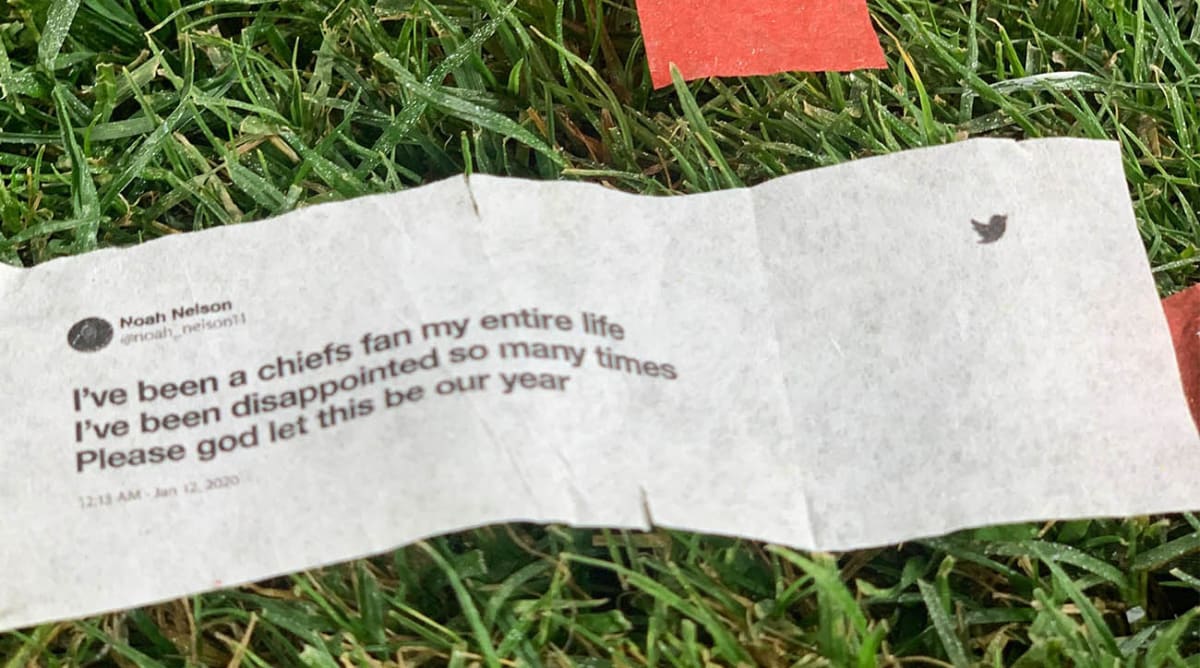 Noah Nelson
@noah_nelson11
I've been a chiefs fan my entire life
I've been disappointed so many times
Please god let this be our year
12:13 AM - Jan 12, 2020